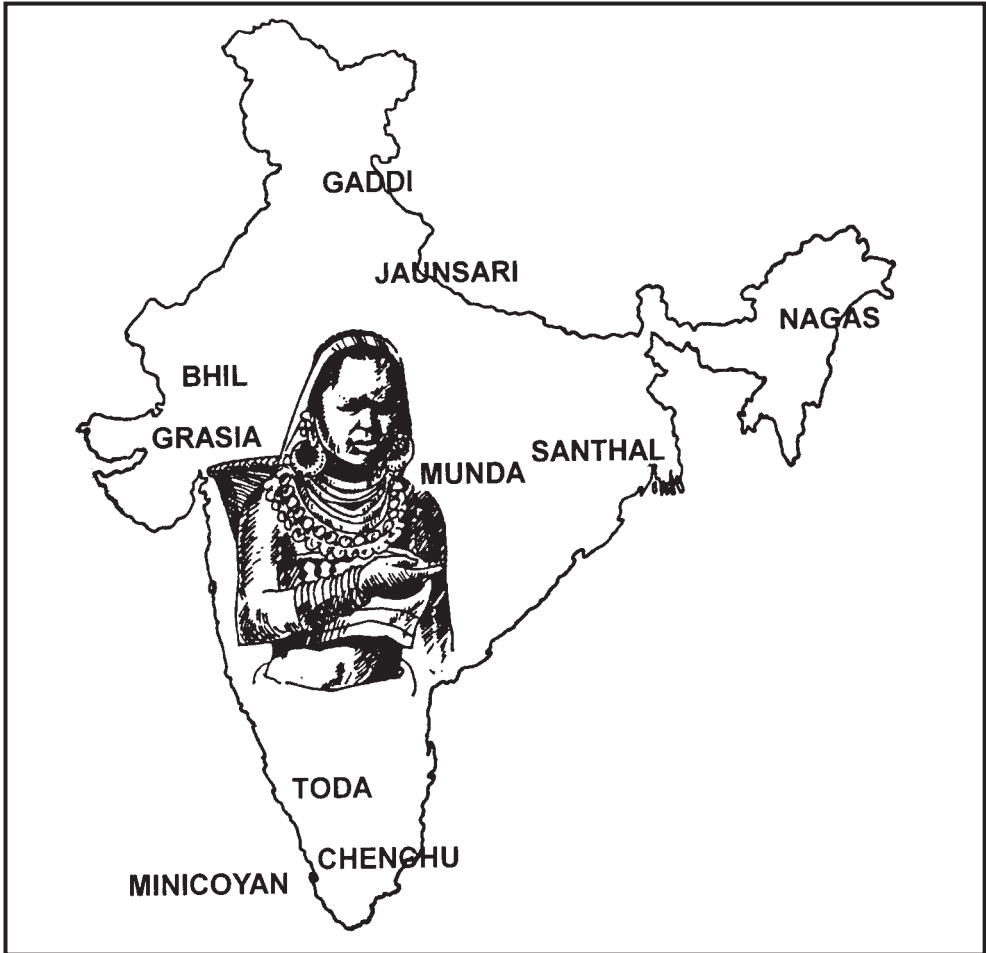 GADDI
JAUNSARI
NAGAS
BHIL
GRASIA
SANTHAL
MUNDA
TODA
CHENCHU
MINICOYAN